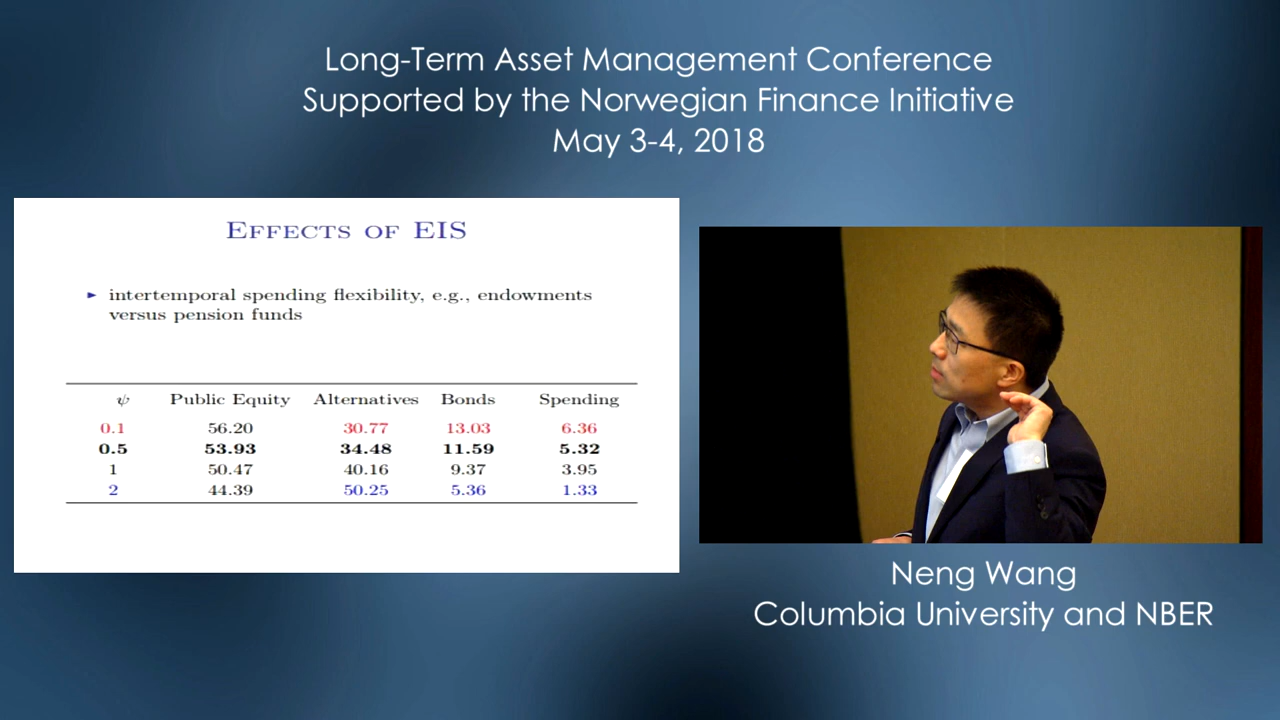 Long-Term Asset Management Conference
Supported by the Norwegian Finance Initiative
May 3-4, 2018
Effects of EIS
► intertemporal spending flexibility, e.g., endowments
versus pension funds
ψ Public Equity Alternatives Bonds Spending
0.1 56.20 30.77 13.03 6.36
0.5 53.93 34.48 11.59 5.32
1 50.47 40.16 9.37 3.95
2 44.39 50.25 5.36 1.33
Neng Wang
Columbia University and NBER